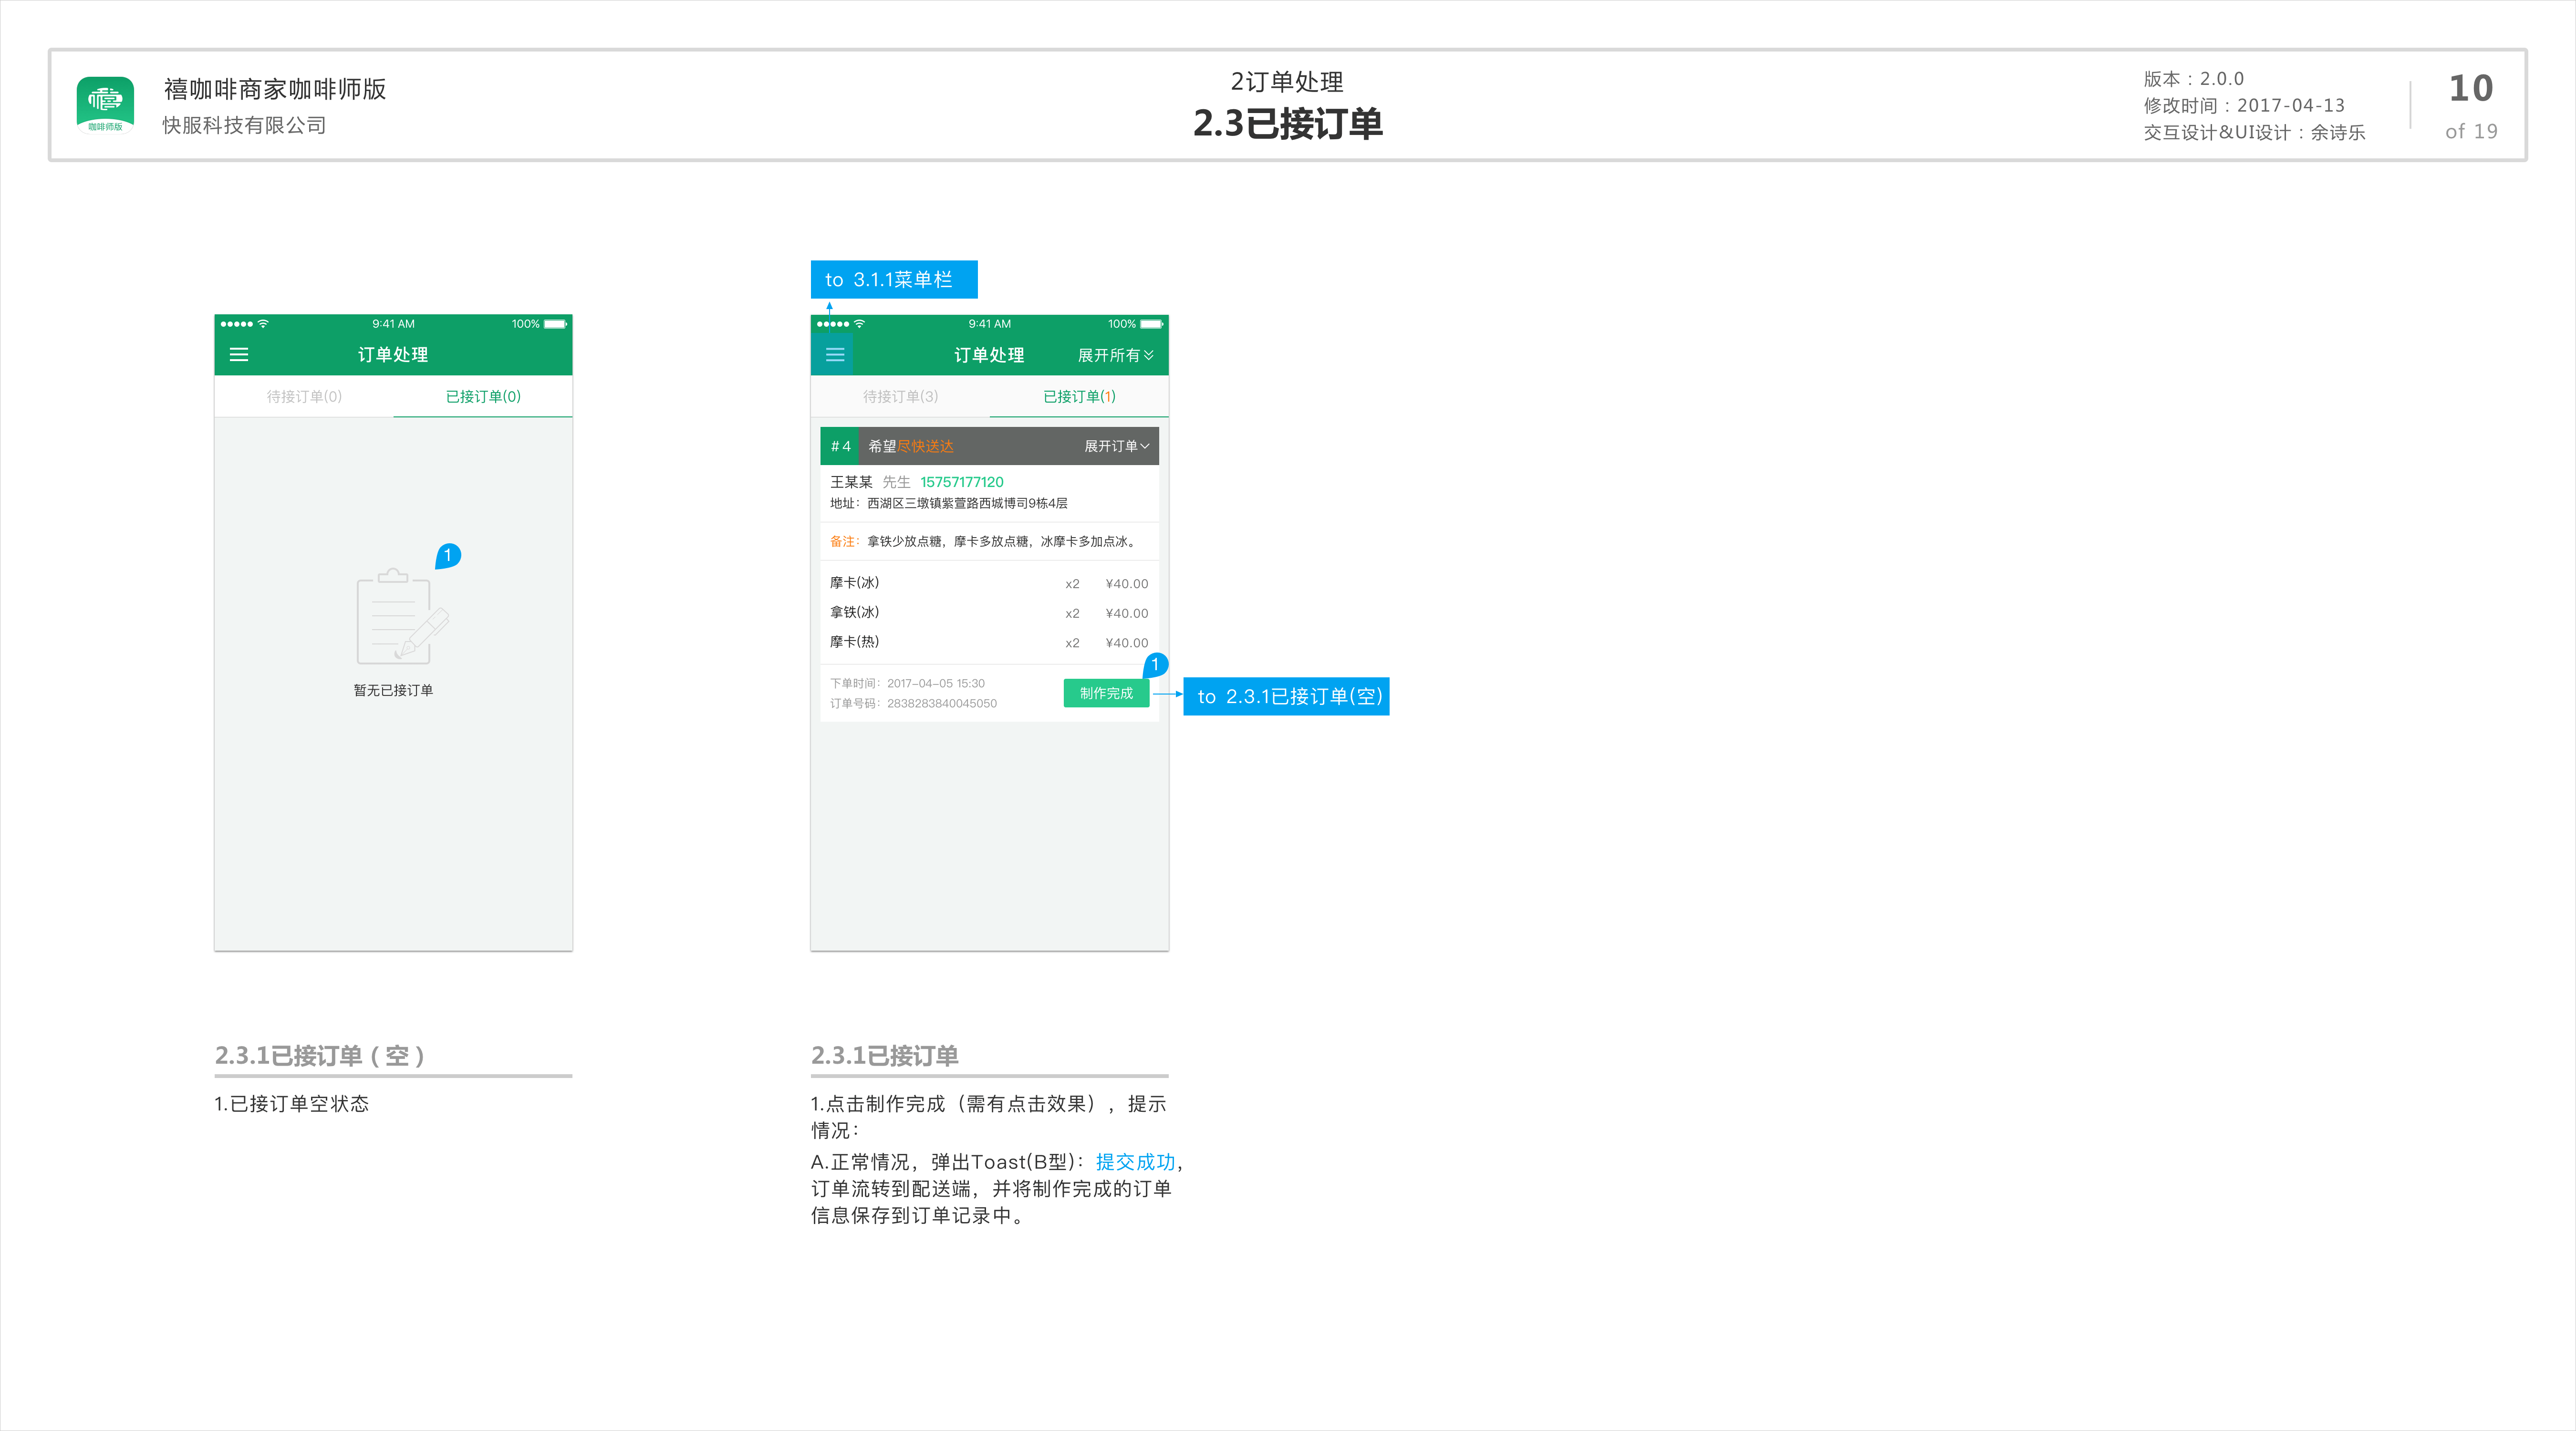 禧咖啡商家咖啡师版
快服科技有限公司
咖啡师版
2订单处理
2.3已接订单
版本：2.0.0
修改时间：2017-04-13
交互设计&UI设计：余诗乐
10
of 19
9:41 AM
100%
订单处理
待接订单(0)
已接订单(0)
1
暂无已接订单
to 3.1.1菜单栏
9:41 AM
100%
订单处理
展开所有
待接订单(3)
已接订单(1)
#4 希望尽快送达 展开订单
王某某 先生 15757177120
地址：西湖区三墩镇紫萱路西城博司9栋4层
备注：拿铁少放点糖，摩卡多放点糖，冰摩卡多加点冰。
摩卡(冰) x2 ¥40.00
拿铁(冰) x2 ¥40.00
摩卡(热) x2 ¥40.00
1
下单时间：2017-04-05 15:30
订单号码：2838283840045050
制作完成
to 2.3.1已接订单(空)
2.3.1已接订单（空）
1.已接订单空状态
2.3.1已接订单
1.点击制作完成（需有点击效果），提示
情况：
A.正常情况，弹出Toast(B型)：提交成功，
订单流转到配送端，并将制作完成的订单
信息保存到订单记录中。